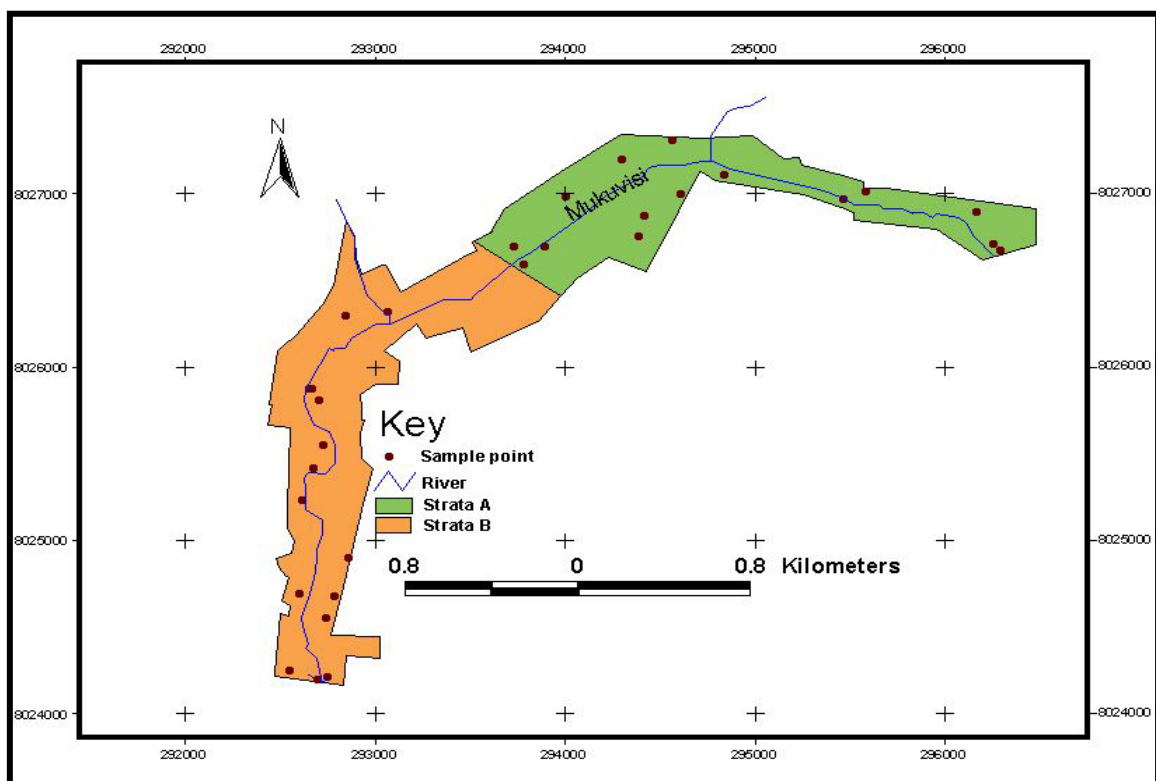 292000 293000 294000 295000 296000
N
8027000 8027000
Mukuvisi
8026000 8026000
Key
Sample point
River
Strata A
Strata B
8025000 8025000
0.8 0 0.8 Kilometers
8024000 8024000
292000 293000 294000 295000 296000